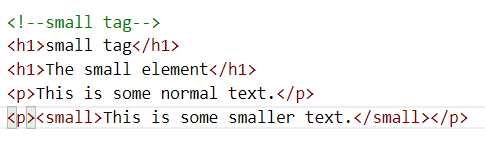 <!--small tag-->
<h1>small tag</h1>
<h1>The small element</h1>
<p>This is some normal text.</p>
<p><small>This is some smaller text.</small></p>